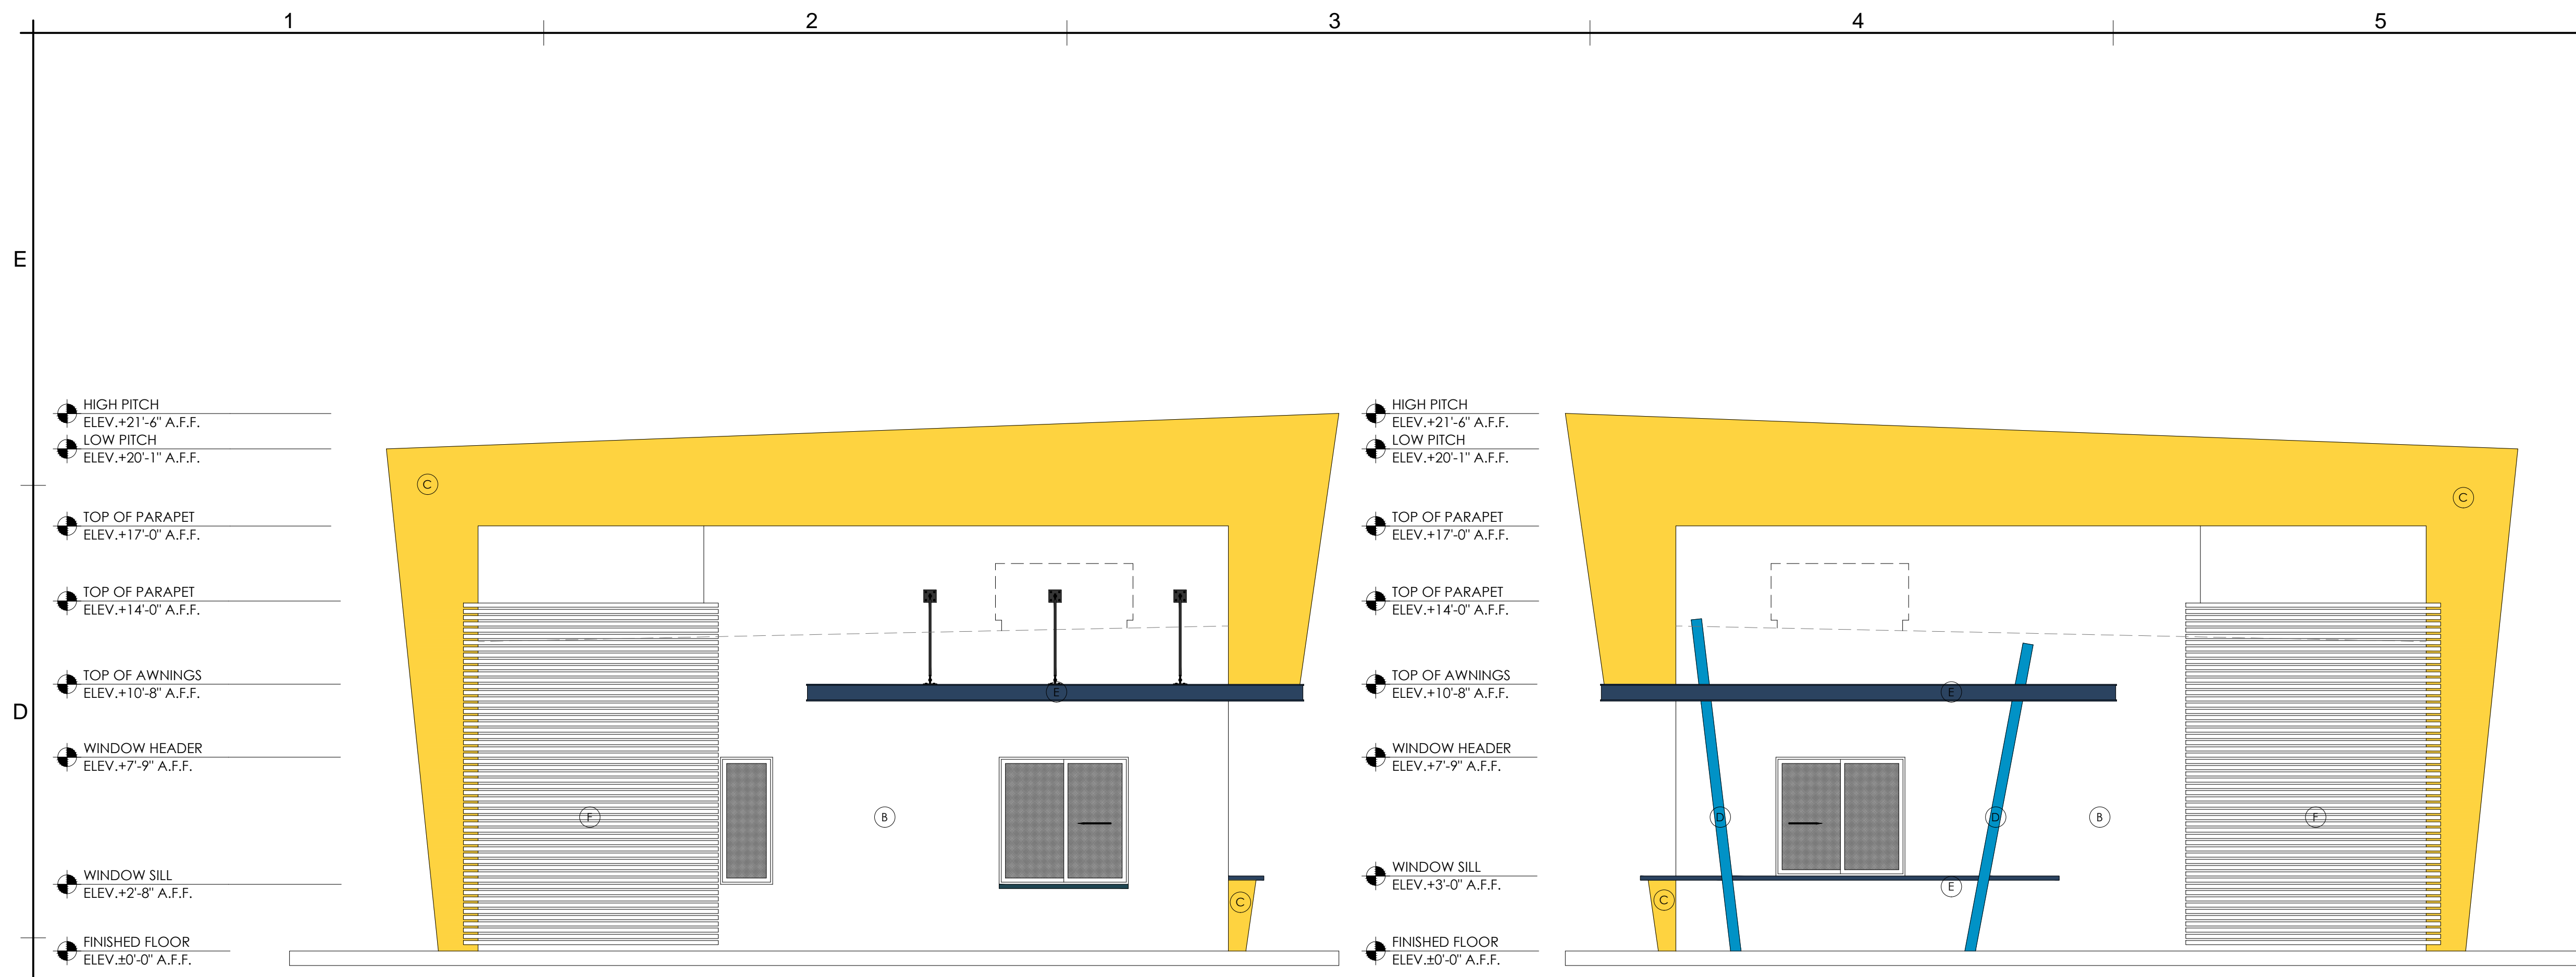 1 2 3 4 5
E
D
HIGH PITCH
ELEV.+21'-6" A.F.F.
LOW PITCH
ELEV.+20'-1" A.F.F.
TOP OF PARAPET
ELEV.+17'-0" A.F.F.
TOP OF PARAPET
ELEV.+14'-0" A.F.F.
TOP OF AWNINGS
ELEV.+10'-8" A.F.F.
WINDOW HEADER
ELEV.+7'-9" A.F.F.
WINDOW SILL
ELEV.+2'-8" A.F.F.
FINISHED FLOOR
ELEV.±0'-0" A.F.F.
C
E
F
B
C
HIGH PITCH
ELEV.+21'-6" A.F.F.
LOW PITCH
ELEV.+20'-1" A.F.F.
TOP OF PARAPET
ELEV.+17'-0" A.F.F.
TOP OF PARAPET
ELEV.+14'-0" A.F.F.
TOP OF AWNINGS
ELEV.+10'-8" A.F.F.
WINDOW HEADER
ELEV.+7'-9" A.F.F.
WINDOW SILL
ELEV.+3'-0" A.F.F.
FINISHED FLOOR
ELEV.±0'-0" A.F.F.
C
E
D
D
B
F
E
C